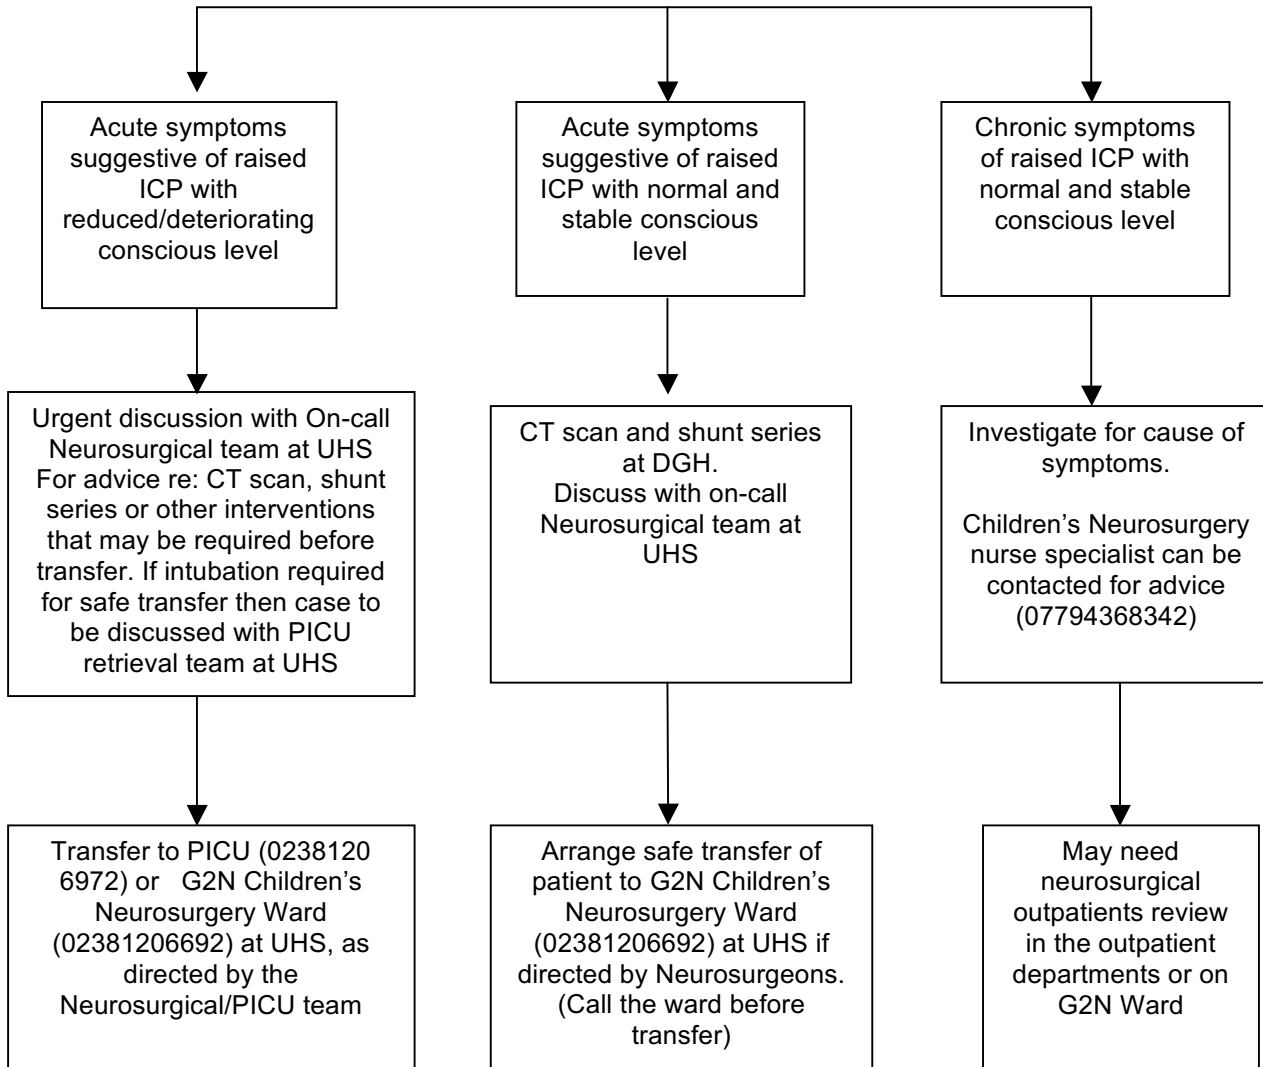 Acute symptoms
suggestive of raised
ICP with
reduced/deteriorating
conscious level
Acute symptoms
suggestive of raised
ICP with normal and
stable conscious
level
Chronic symptoms
of raised ICP with
normal and stable
conscious level
Urgent discussion with On-call
Neurosurgical team at UHS
For advice re: CT scan, shunt
series or other interventions
that may be required before
transfer. If intubation required
for safe transfer then case to
be discussed with PICU
retrieval team at UHS
CT scan and shunt series
at DGH.
Discuss with on-call
Neurosurgical team at
UHS
Investigate for cause of
symptoms.
Children’s Neurosurgery
nurse specialist can be
contacted for advice
(07794368342)
Transfer to PICU (0238120
6972) or G2N Children’s
Neurosurgery Ward
(02381206692) at UHS, as
directed by the
Neurosurgical/PICU team
Arrange safe transfer of
patient to G2N Children’s
Neurosurgery Ward
(02381206692) at UHS if
directed by Neurosurgeons.
(Call the ward before
transfer)
May need
neurosurgical
outpatients review
in the outpatient
departments or on
G2N Ward